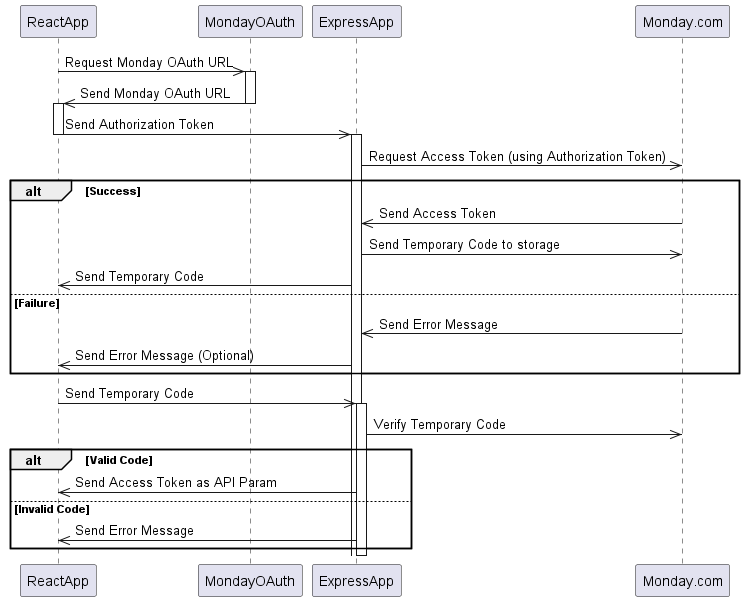 ReactApp MondayOAuth ExpressApp Monday.com
Request Monday OAuth URL
Send Monday OAuth URL
Send Authorization Token
Request Access Token (using Authorization Token)
alt [Success]
Send Access Token
Send Temporary Code to storage
Send Temporary Code
[Failure]
Send Error Message
Send Error Message (Optional)
Send Temporary Code
Verify Temporary Code
alt [Valid Code]
Send Access Token as API Param
[Invalid Code]
Send Error Message
ReactApp MondayOAuth ExpressApp Monday.com